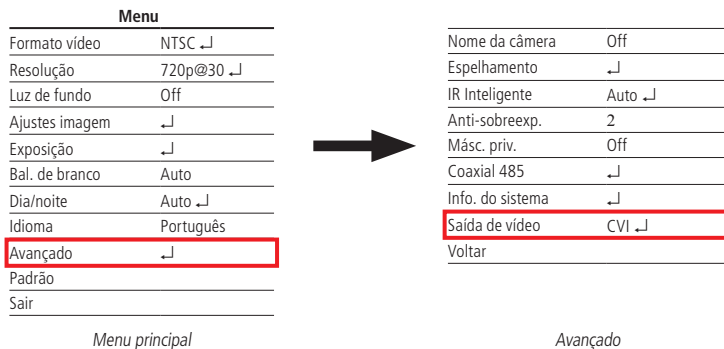 Menu
Formato vídeo NTSC ↲
Resolução 720p@30 ↲
Luz de fundo Off
Ajustes imagem ↲
Exposição ↲
Bal. de branco Auto
Dia/noite Auto ↲
Idioma Português
Avançado ↲
Padrão
Sair
Menu principal
Nome da câmera Off
Espelhamento ↲
IR Inteligente Auto ↲
Anti-sobreexp. 2
Másc. priv. Off
Coaxial 485 ↲
Info. do sistema ↲
Saída de vídeo CVI ↲
Voltar
Avançado